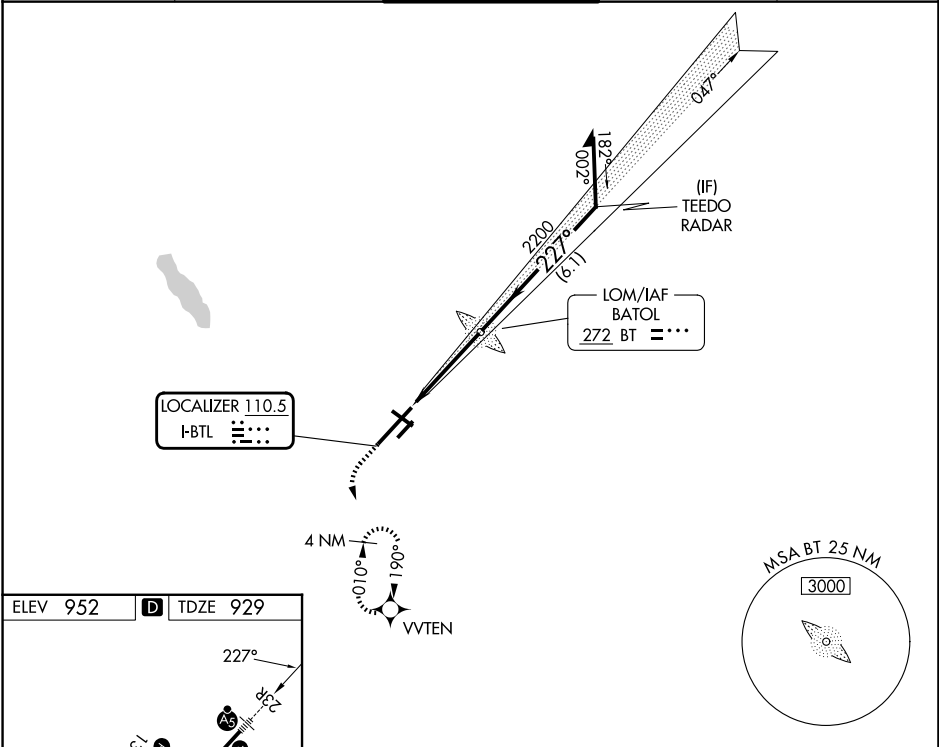 047°
182°
002°
(IF)
TEEDO
RADAR
2200
227°
(6.1)
LOM/IAF
BATOL
272 BT
LOCALIZER 110.5
I-BTL
4 NM
010°
190°
VVTEN
MSA BT 25 NM
3000
ELEV 952 D TDZE 929
227°
23R
A5